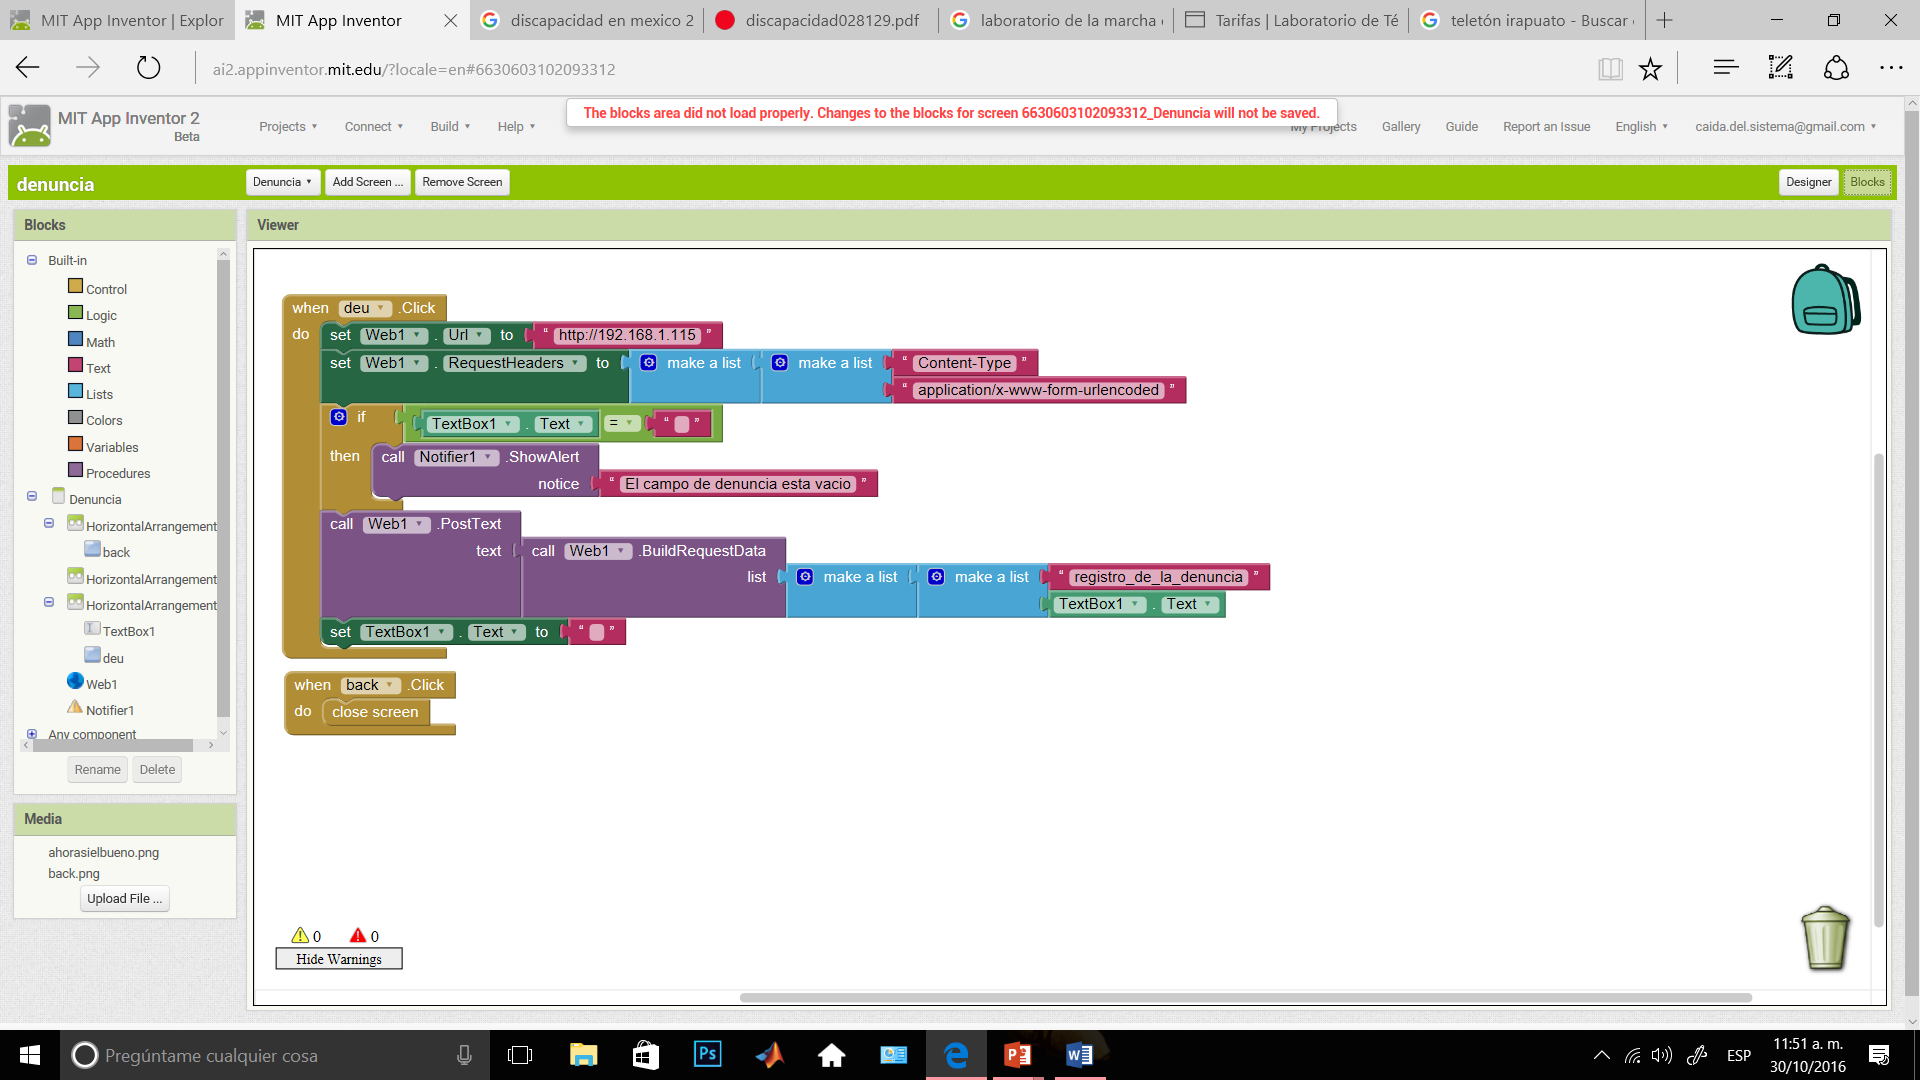 MIT App Inventor | Explor
MIT App Inventor
discapacidad en mexico 2
discapacidad028129.pdf
laboratorio de la marcha
Tarifas | Laboratorio de Té
teletón irapuato - Buscar
ai2.appinventor.mit.edu/?locale=en#6630603102093312
The blocks area did not load properly. Changes to the blocks for screen 6630603102093312_Denuncia will not be saved.
MIT App Inventor 2
Beta
Projects
Connect
Build
Help
My Projects
Gallery
Guide
Report an Issue
English
caida.del.sistema@gmail.com
denuncia
Denuncia
Add Screen ...
Remove Screen
Designer
Blocks
Blocks
Built-in
Control
Logic
Math
Text
Lists
Colors
Variables
Procedures
Denuncia
HorizontalArrangement
back
HorizontalArrangement
HorizontalArrangement
TextBox1
deu
Web1
Notifier1
Any component
Rename
Delete
Media
ahorasielbueno.png
back.png
Upload File ...
Viewer
when deu .Click
do set Web1 . Url to " http://192.168.1.115 "
set Web1 . RequestHeaders to make a list make a list " Content-Type "
" application/x-www-form-urlencoded "
if TextBox1 . Text = " "
then call Notifier1 .ShowAlert
notice " El campo de denuncia esta vacio "
call Web1 .PostText
text call Web1 .BuildRequestData
list make a list make a list " registro_de_la_denuncia "
TextBox1 . Text
set TextBox1 . Text to " "
when back .Click
do close screen
0 0
Hide Warnings
Pregúntame cualquier cosa
ESP
11:51 a. m.
30/10/2016